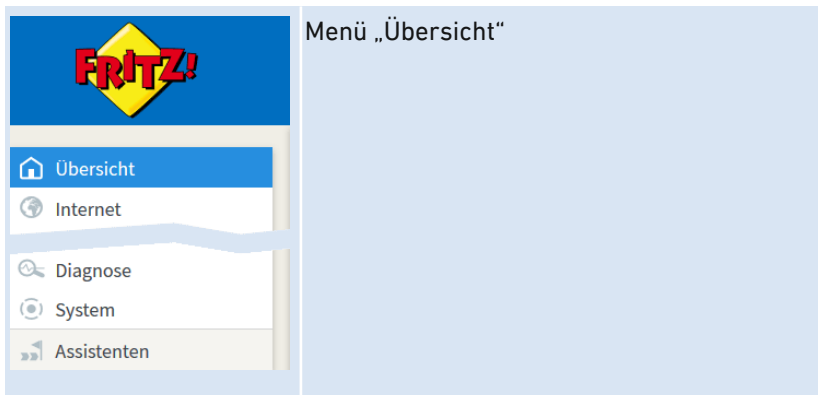 FRITZ!
Menü „Übersicht“
Übersicht
Internet
Diagnose
System
Assistenten